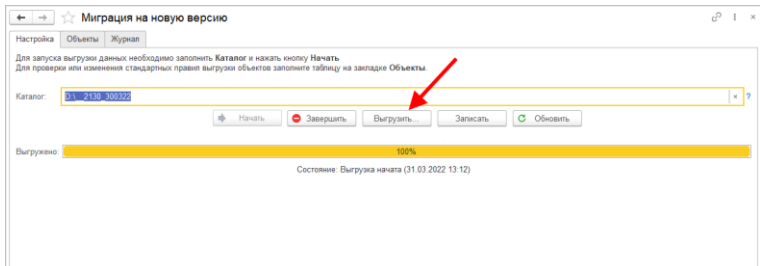 Миграция на новую версию
Настройка Объекты Журнал
Для запуска выгрузки данных необходимо заполнить Каталог и нажать кнопку Начать
Для проверки или изменения стандартных правил выгрузки объектов заполните таблицу на закладке Объекты.
Каталог: D:\__2130_300322 × ?
Начать Завершить Выгрузить... Записать Обновить
Выгружено: 100%
Состояние: Выгрузка начата (31.03.2022 13:12)